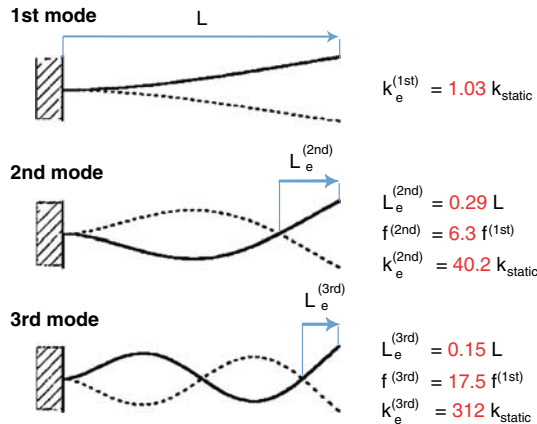 1st mode
L
k_e^(1st) = 1.03 k_static
2nd mode
L_e^(2nd)
L_e^(2nd) = 0.29 L
f^(2nd) = 6.3 f^(1st)
k_e^(2nd) = 40.2 k_static
3rd mode
L_e^(3rd)
L_e^(3rd) = 0.15 L
f^(3rd) = 17.5 f^(1st)
k_e^(3rd) = 312 k_static